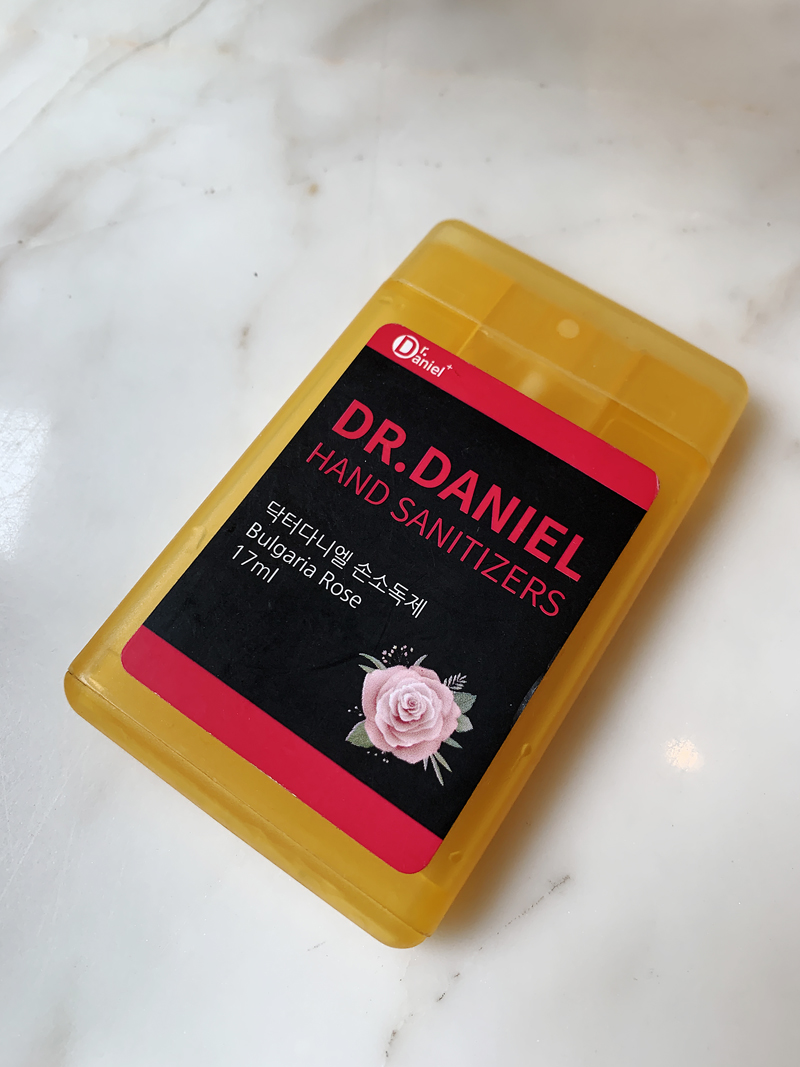 Dr.
Daniel+
DR.DANIEL
HAND SANITIZERS
닥터다니엘 손소독제
Bulgaria Rose
17ml